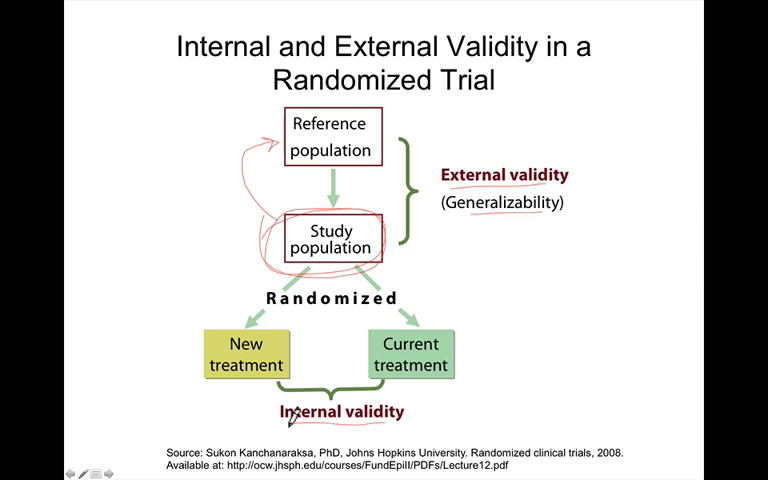 Internal and External Validity in a
Randomized Trial
Reference
population
External validity
(Generalizability)
Study
population
Randomized
New
treatment
Current
treatment
Internal validity
Source: Sukon Kanchanaraksa, PhD, Johns Hopkins University. Randomized clinical trials, 2008.
Available at: http://ocw.jhsph.edu/courses/FundEpiII/PDFs/Lecture12.pdf